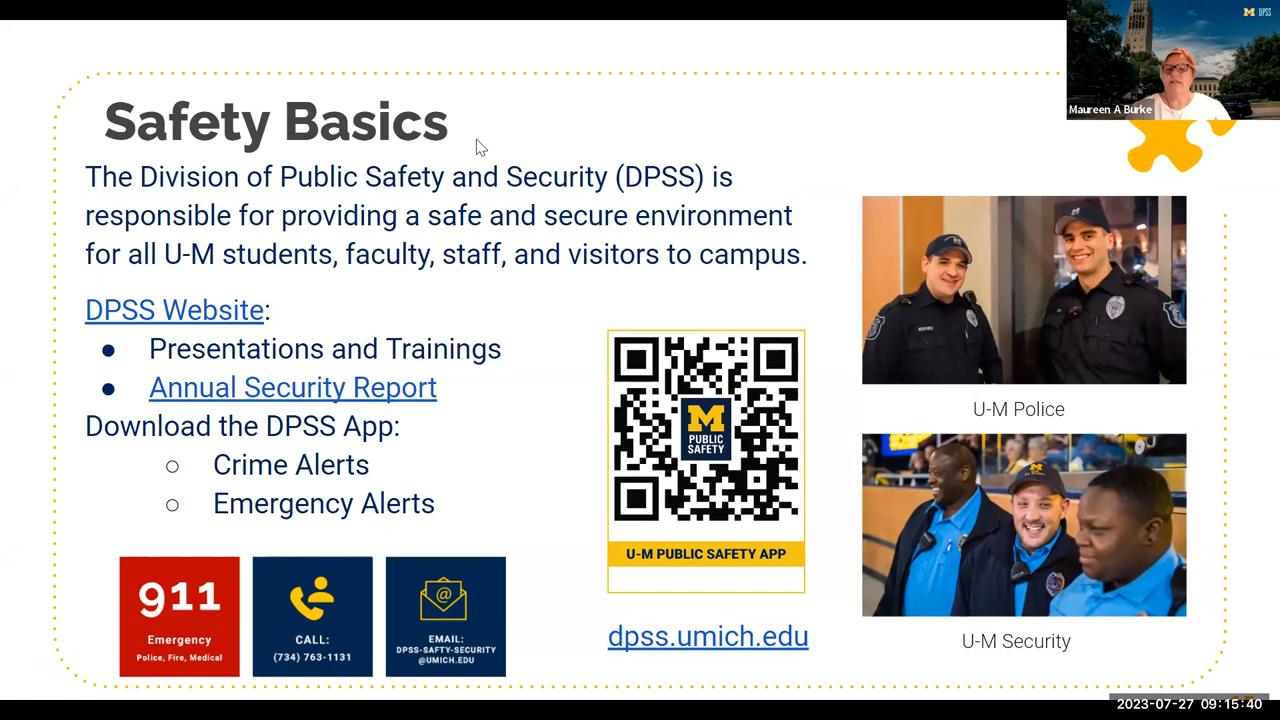 M DPSS
Maureen A Burke
Safety Basics
The Division of Public Safety and Security (DPSS) is
responsible for providing a safe and secure environment
for all U-M students, faculty, staff, and visitors to campus.
DPSS Website:
● Presentations and Trainings
● Annual Security Report
Download the DPSS App:
○ Crime Alerts
○ Emergency Alerts
M
PUBLIC
SAFETY
U-M PUBLIC SAFETY APP
dpss.umich.edu
911
Emergency
Police, Fire, Medical
CALL:
(734) 763-1131
@
EMAIL:
DPSS-SAFTY-SECURITY
@UMICH.EDU
U-M Police
M
U-M Security
2023-07-27 09:15:40